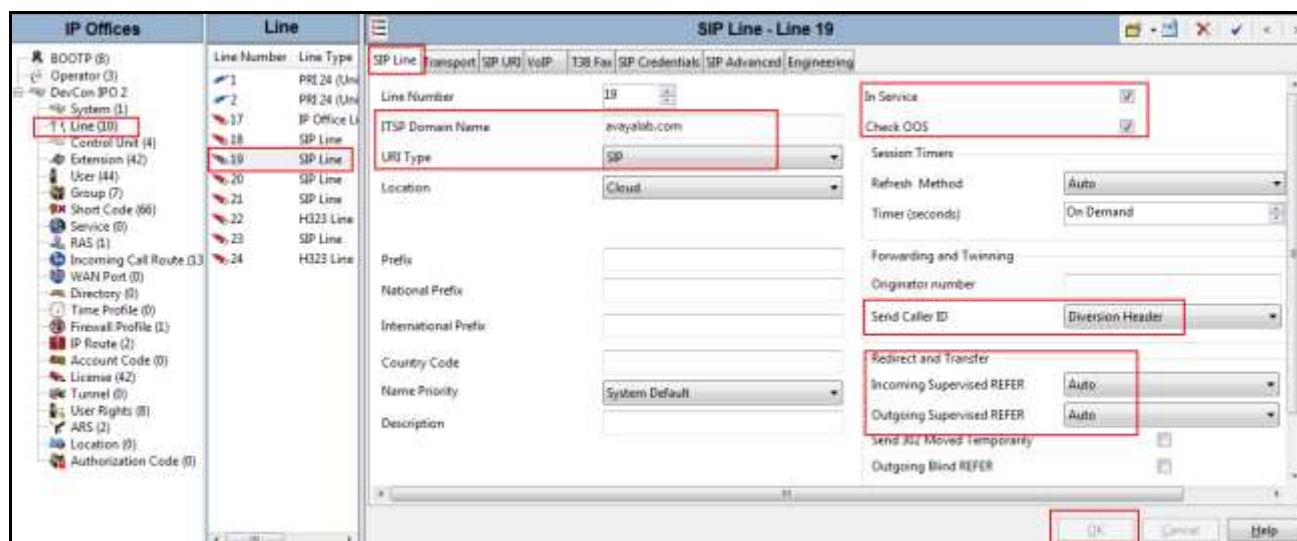 IP Offices
BOOTP (8)
Operator (3)
DevCon IPO 2
System (1)
Line (10)
Control Unit (4)
Extension (42)
User (44)
Group (7)
Short Code (66)
Service (0)
RAS (1)
Incoming Call Route (13
WAN Port (0)
Directory (0)
Time Profile (0)
Firewall Profile (1)
IP Route (2)
Account Code (0)
License (42)
Tunnel (0)
User Rights (8)
ARS (2)
Location (0)
Authorization Code (0)
Line
Line Number Line Type
1 PRI 24 (Uni
2 PRI 24 (Uni
17 IP Office Li
18 SIP Line
19 SIP Line
20 SIP Line
21 SIP Line
22 H323 Line
23 SIP Line
24 H323 Line
SIP Line - Line 19
SIP Line Transport SIP URI VoIP T38 Fax SIP Credentials SIP Advanced Engineering
Line Number 19
ITSP Domain Name avayalab.com
URI Type SIP
Location Cloud
Prefix
National Prefix
International Prefix
Country Code
Name Priority System Default
Description
In Service
Check OOS
Session Timers
Refresh Method Auto
Timer (seconds) On Demand
Forwarding and Twinning
Originator number
Send Caller ID Diversion Header
Redirect and Transfer
Incoming Supervised REFER Auto
Outgoing Supervised REFER Auto
Send 302 Moved Temporarily
Outgoing Blind REFER
OK Cancel Help